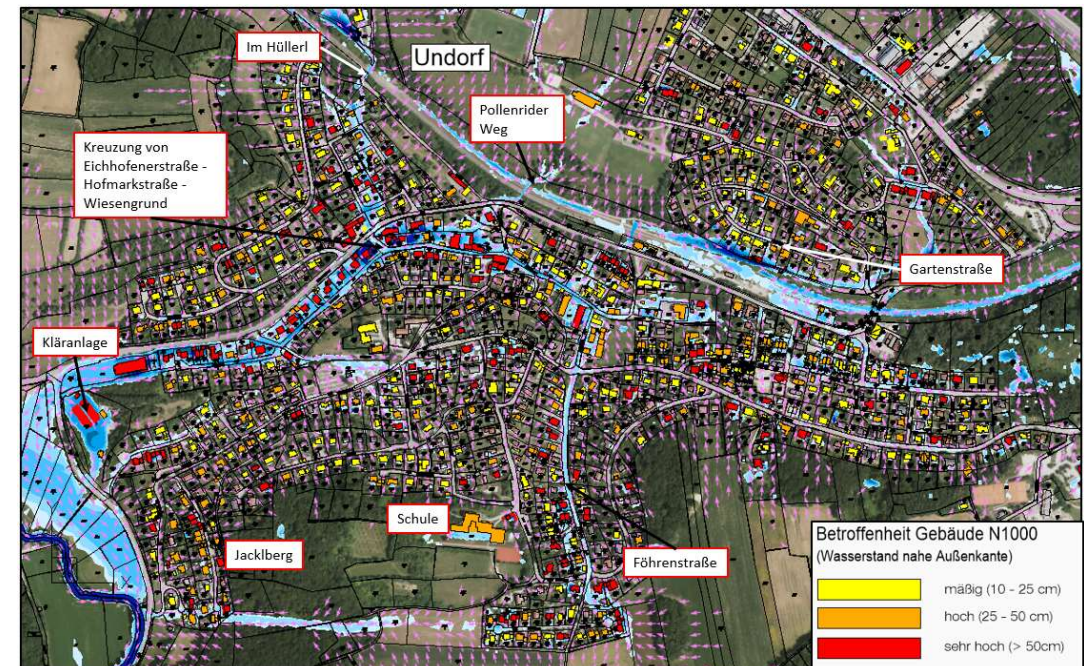 Im Hüllerl
Undorf
Pollenrider
Weg
Kreuzung von
Eichhofenerstraße -
Hofmarkstraße -
Wiesengrund
Gartenstraße
Kläranlage
Schule
Jacklberg
Föhrenstraße
Betroffenheit Gebäude N1000
(Wasserstand nahe Außenkante)
mäßig (10 - 25 cm)
hoch (25 - 50 cm)
sehr hoch (> 50cm)